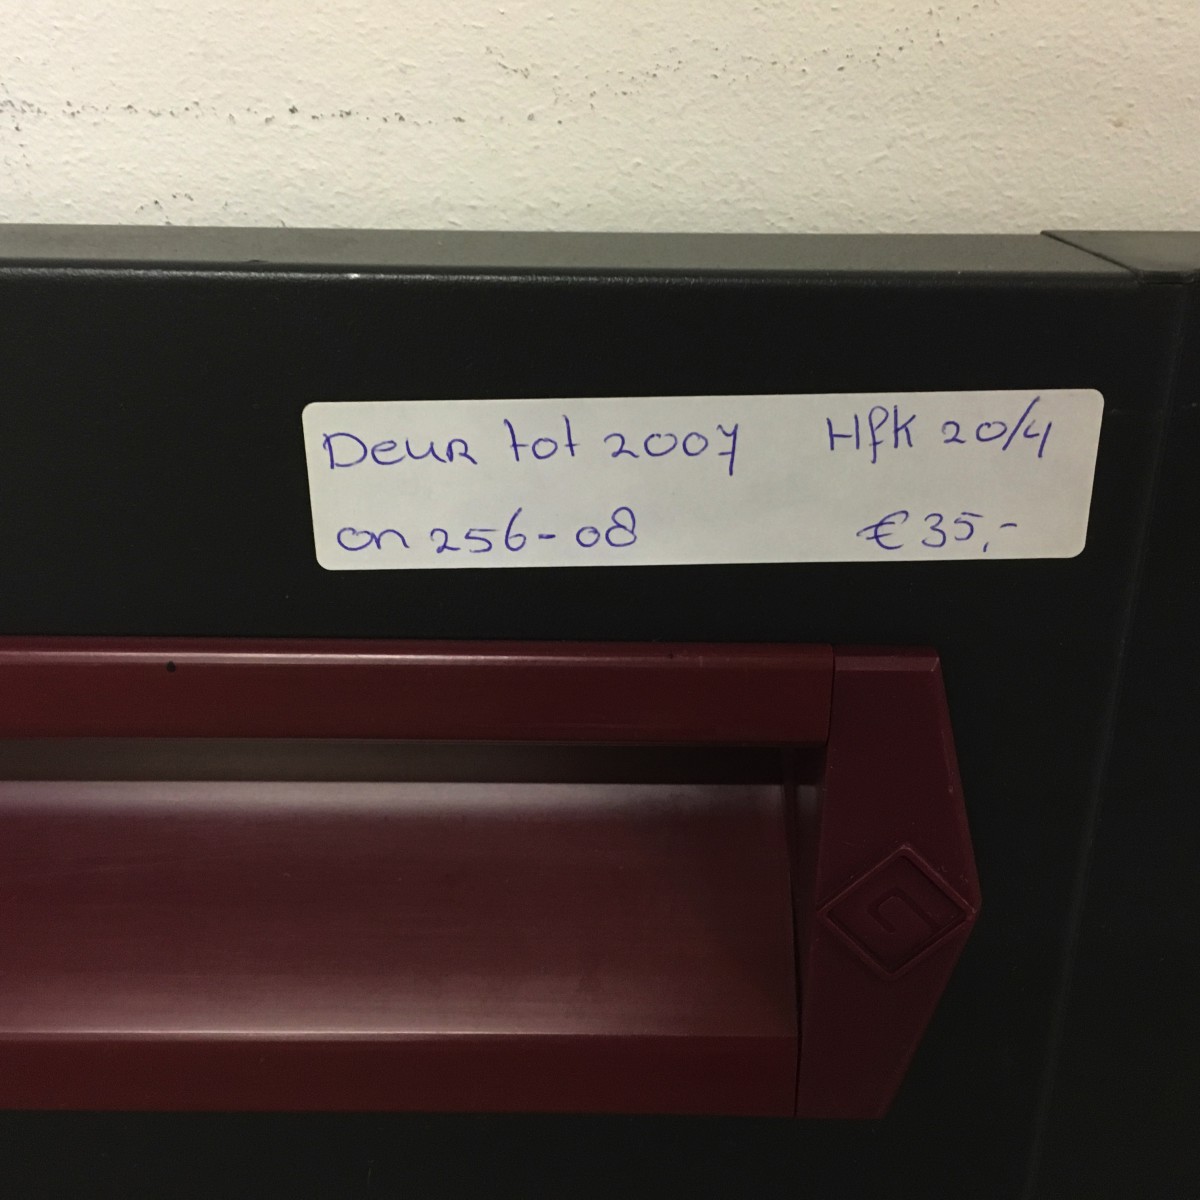 Deur tot 2007 Hfk 20/4
on 256-08 € 35,-